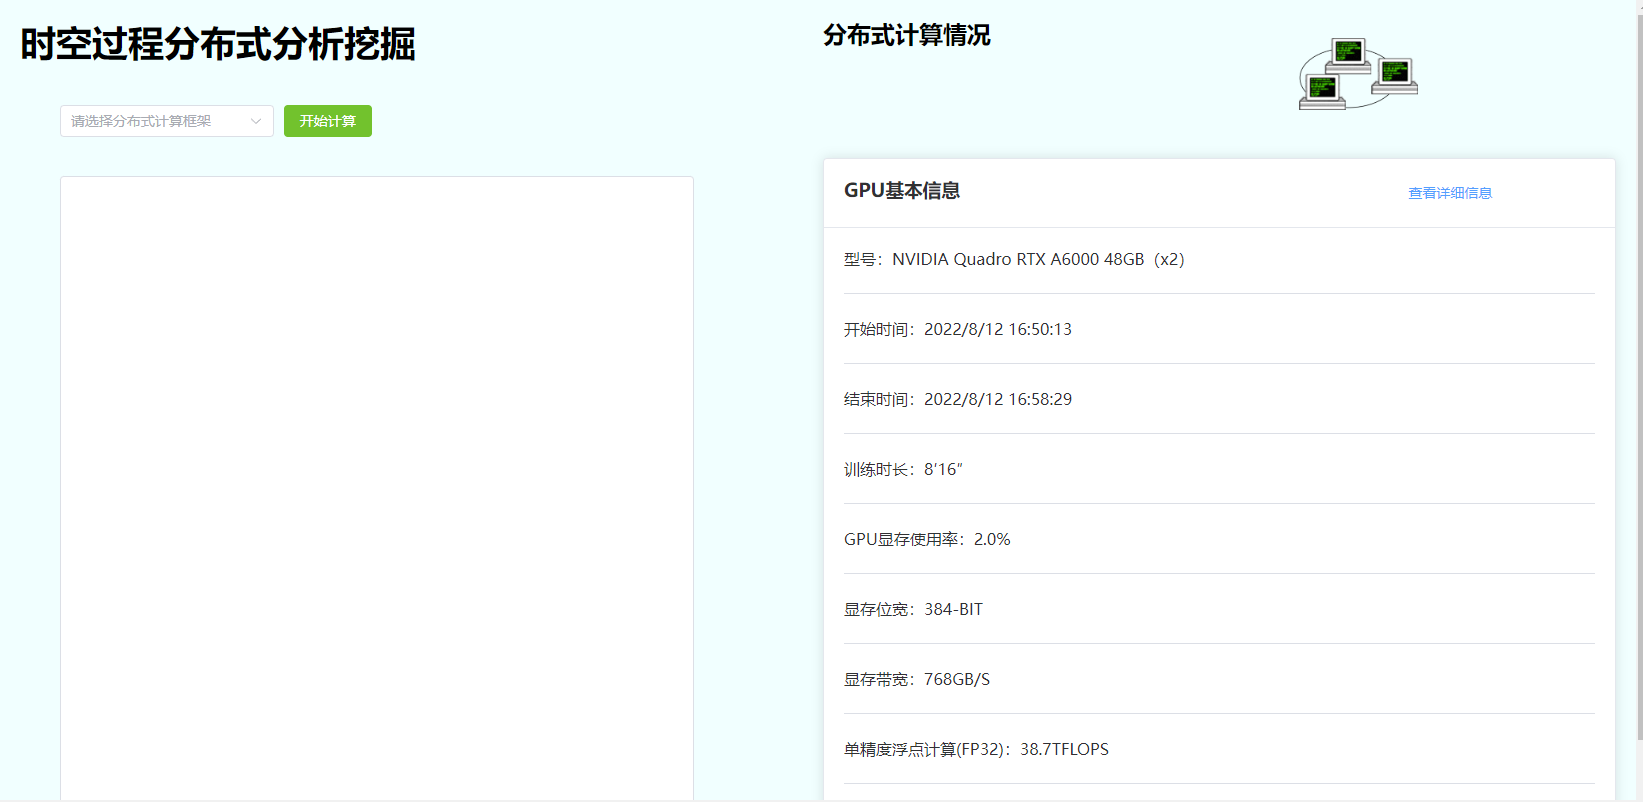 时空过程分布式分析挖掘
请选择分布式计算框架
开始计算
分布式计算情况
GPU基本信息
查看详细信息
型号：NVIDIA Quadro RTX A6000 48GB（x2）
开始时间：2022/8/12 16:50:13
结束时间：2022/8/12 16:58:29
训练时长：8′16″
GPU显存使用率：2.0%
显存位宽：384-BIT
显存带宽：768GB/S
单精度浮点计算(FP32)：38.7TFLOPS